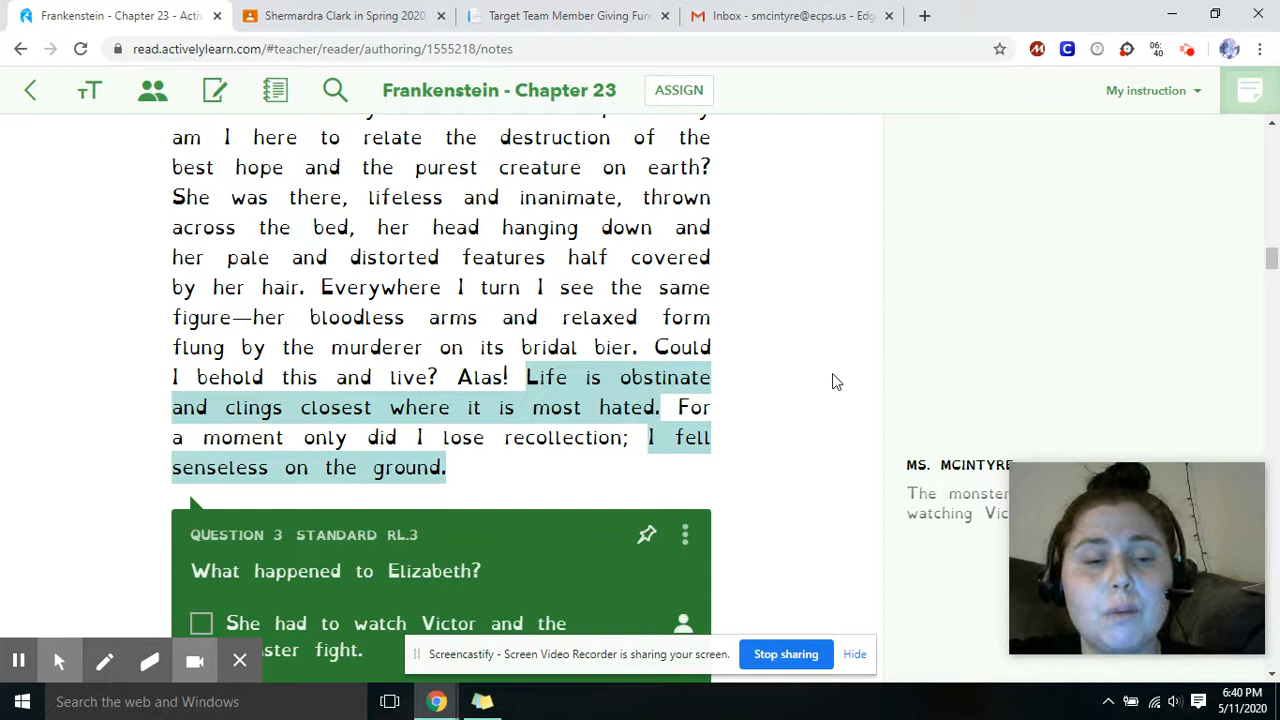 Frankenstein - Chapter 23 - Activ
Shermardra Clark in Spring 2020
Target Team Member Giving Fun
Inbox - smcintyre@ecps.us - Edg
read.activelylearn.com/#teacher/reader/authoring/1555218/notes
06:
40
TT
Frankenstein - Chapter 23
ASSIGN
My instruction
am I here to relate the destruction of the
best hope and the purest creature on earth?
She was there, lifeless and inanimate, thrown
across the bed, her head hanging down and
her pale and distorted features half covered
by her hair. Everywhere I turn I see the same
figure—her bloodless arms and relaxed form
flung by the murderer on its bridal bier. Could
I behold this and live? Alas! Life is obstinate
and clings closest where it is most hated. For
a moment only did I lose recollection; I fell
senseless on the ground.
MS. MCINTYRE
The monster
watching Vic
QUESTION 3 STANDARD RL.3
What happened to Elizabeth?
She had to watch Victor and the
ster fight.
Screencastify - Screen Video Recorder is sharing your screen.
Stop sharing
Hide
Search the web and Windows
6:40 PM
5/11/2020